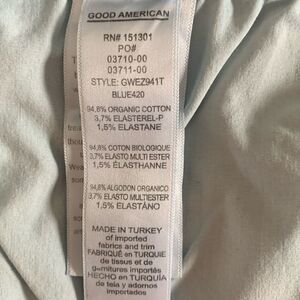 GOOD AMERICAN
RN# 151301
PO#
03710-00
03711-00
STYLE: GWEZ941T
BLUE420
94,8% ORGANIC COTTON
3,7% ELASTEREL-P
1,5% ELASTANE
94,8% COTON BIOLOGIQUE
3,7% ELASTO MULTI ESTER
1,5% ÉLASTHANNE
94,8% ALGODON ORGANICO
3,7% ELASTO MULTIESTER
1,5% ELASTÁNO
MADE IN TURKEY
of imported
fabrics and trim
FABRIQUÉ en TURQUIE
de tissus et de
garnitures importés
HECHO en TURQUÍA
de tela y adornos
importados